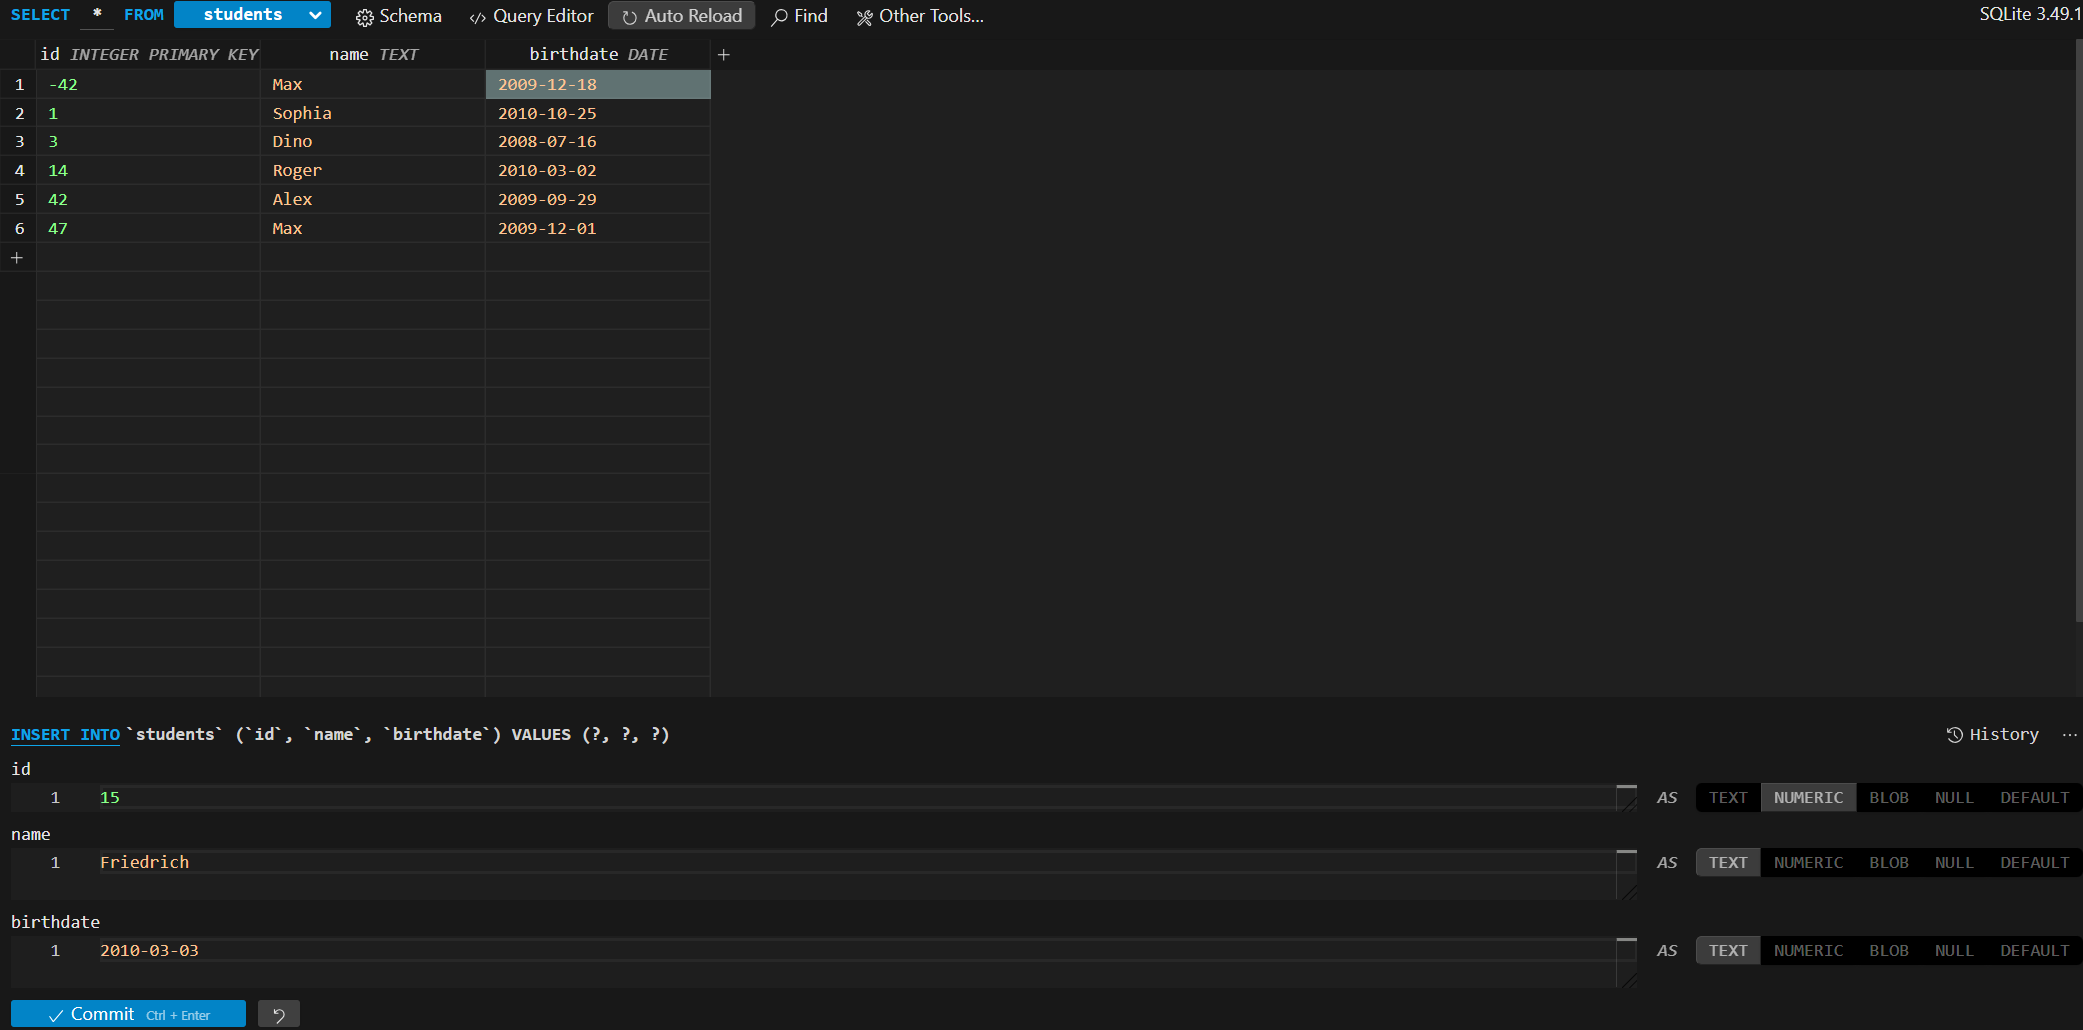 SELECT * FROM students Schema Query Editor Auto Reload Find Other Tools... SQLite 3.49.1
id INTEGER PRIMARY KEY name TEXT birthdate DATE +
1 -42 Max 2009-12-18
2 1 Sophia 2010-10-25
3 3 Dino 2008-07-16
4 14 Roger 2010-03-02
5 42 Alex 2009-09-29
6 47 Max 2009-12-01
+
INSERT INTO `students` (`id`, `name`, `birthdate`) VALUES (?, ?, ?) History ...
id
1 15 AS TEXT NUMERIC BLOB NULL DEFAULT
name
1 Friedrich AS TEXT NUMERIC BLOB NULL DEFAULT
birthdate
1 2010-03-03 AS TEXT NUMERIC BLOB NULL DEFAULT
Commit Ctrl + Enter